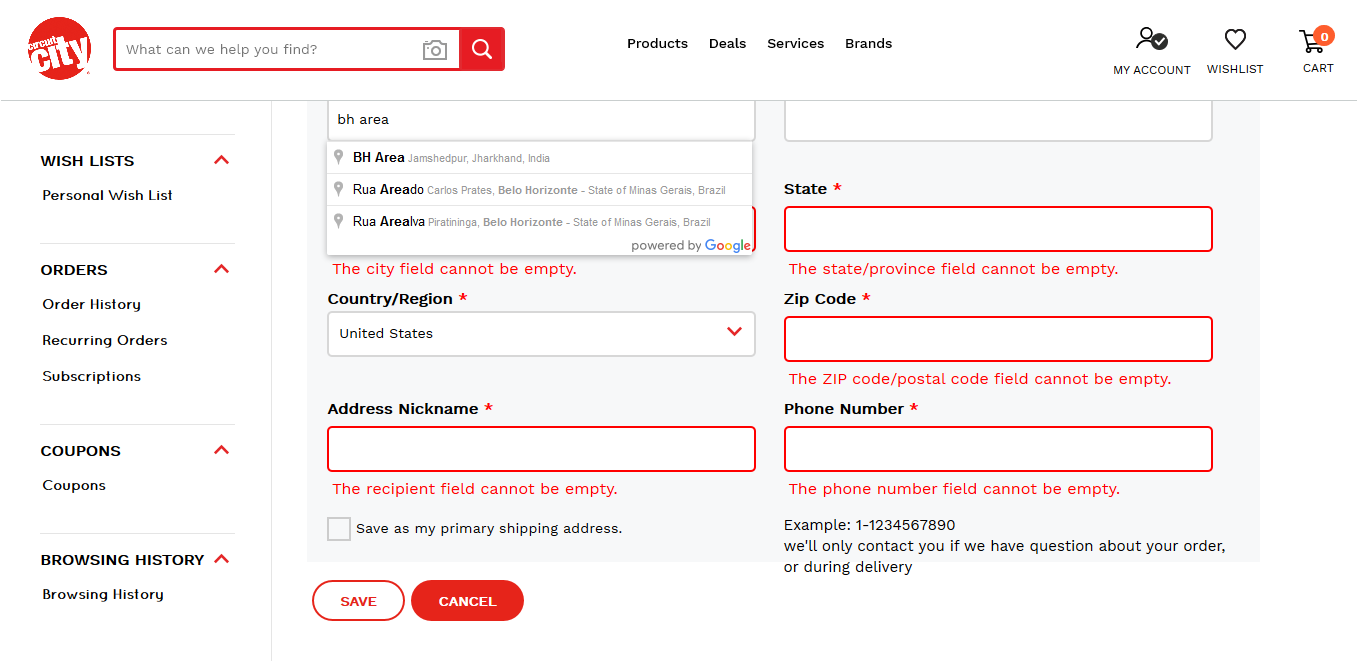 circuit
city
What can we help you find?
Products
Deals
Services
Brands
MY ACCOUNT
WISHLIST
0
CART
WISH LISTS
Personal Wish List
ORDERS
Order History
Recurring Orders
Subscriptions
COUPONS
Coupons
BROWSING HISTORY
Browsing History
bh area
BH Area Jamshedpur, Jharkhand, India
Rua Areado Carlos Prates, Belo Horizonte - State of Minas Gerais, Brazil
Rua Arealva Piratininga, Belo Horizonte - State of Minas Gerais, Brazil
powered by Google
The city field cannot be empty.
State *
The state/province field cannot be empty.
Country/Region *
United States
Zip Code *
The ZIP code/postal code field cannot be empty.
Address Nickname *
The recipient field cannot be empty.
Phone Number *
The phone number field cannot be empty.
Save as my primary shipping address.
Example: 1-1234567890
we'll only contact you if we have question about your order,
or during delivery
SAVE
CANCEL